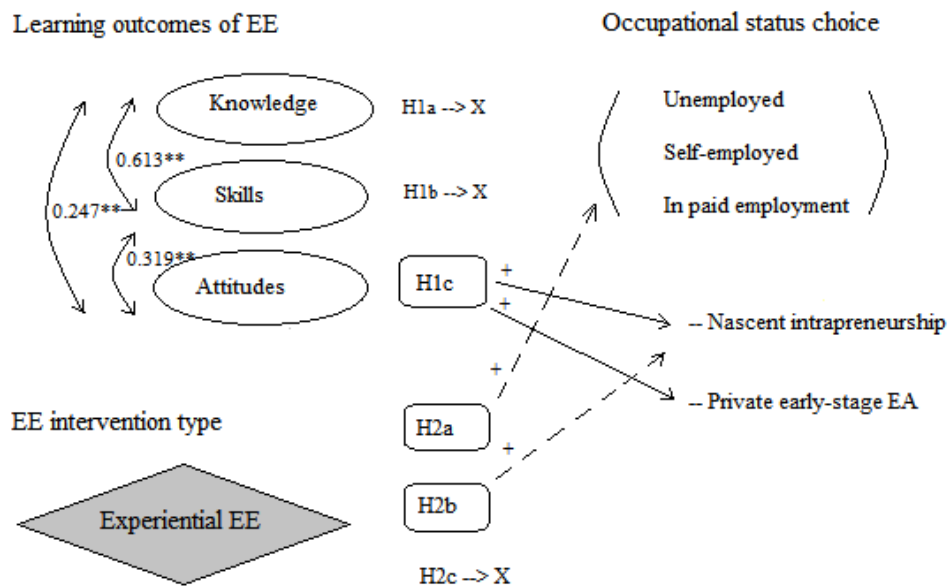 Learning outcomes of EE
Occupational status choice
Knowledge
H1a --> X
Unemployed
0.613**
Self-employed
Skills
H1b --> X
0.247**
In paid employment
0.319**
Attitudes
H1c
+
+
-- Nascent intrapreneurship
+
-- Private early-stage EA
EE intervention type
H2a
+
H2b
Experiential EE
H2c --> X